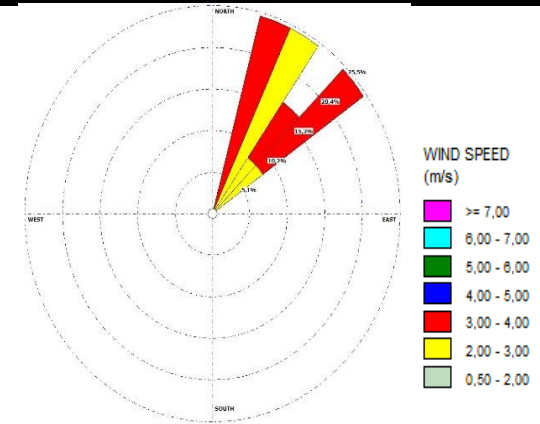 NORTH
25,5%
20,4%
15,3%
10,2%
5,1%
WEST
EAST
SOUTH
WIND SPEED
(m/s)
>= 7,00
6,00 - 7,00
5,00 - 6,00
4,00 - 5,00
3,00 - 4,00
2,00 - 3,00
0,50 - 2,00